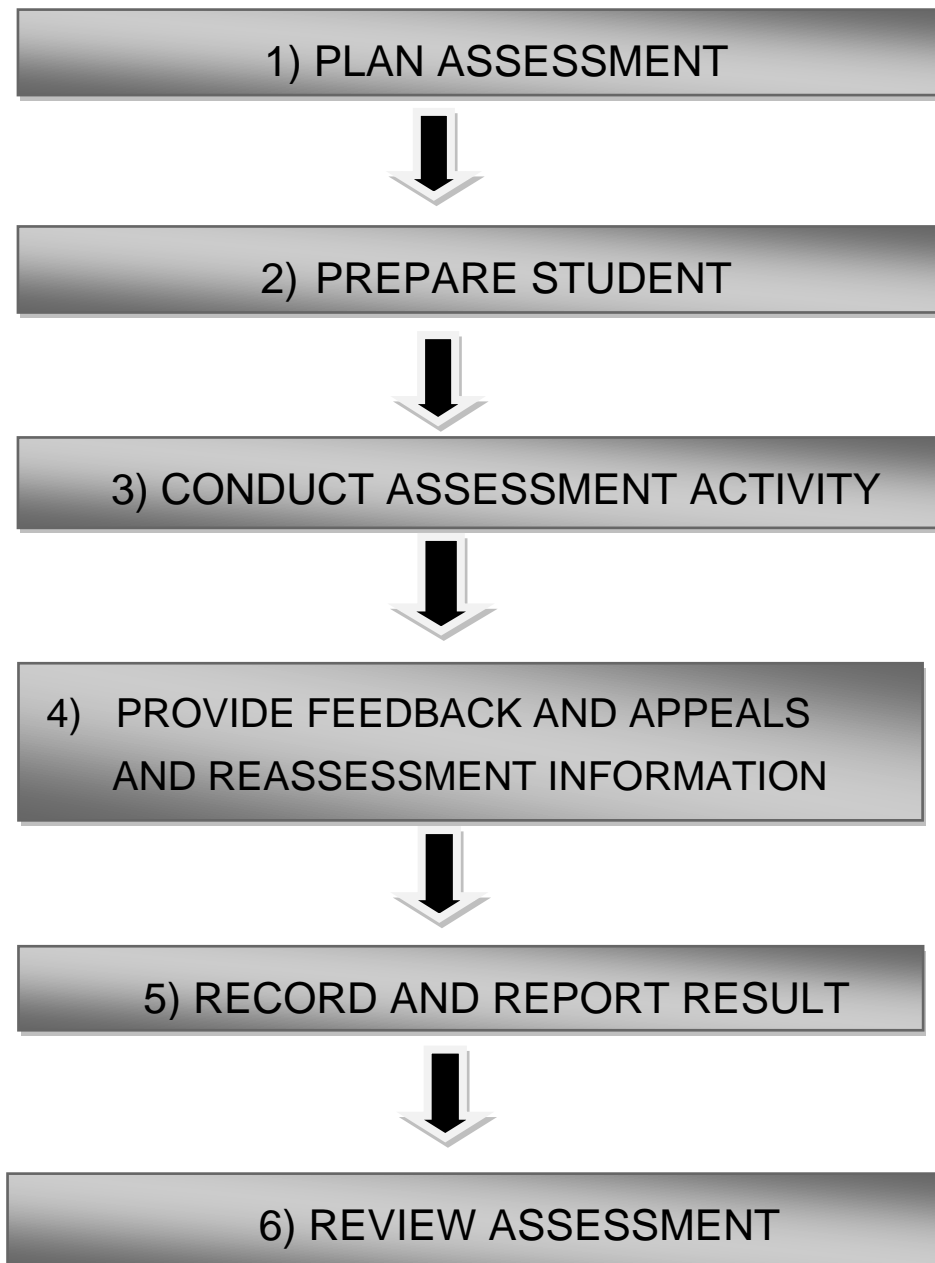 1) PLAN ASSESSMENT
2) PREPARE STUDENT
3) CONDUCT ASSESSMENT ACTIVITY
4) PROVIDE FEEDBACK AND APPEALS
AND REASSESSMENT INFORMATION
5) RECORD AND REPORT RESULT
6) REVIEW ASSESSMENT